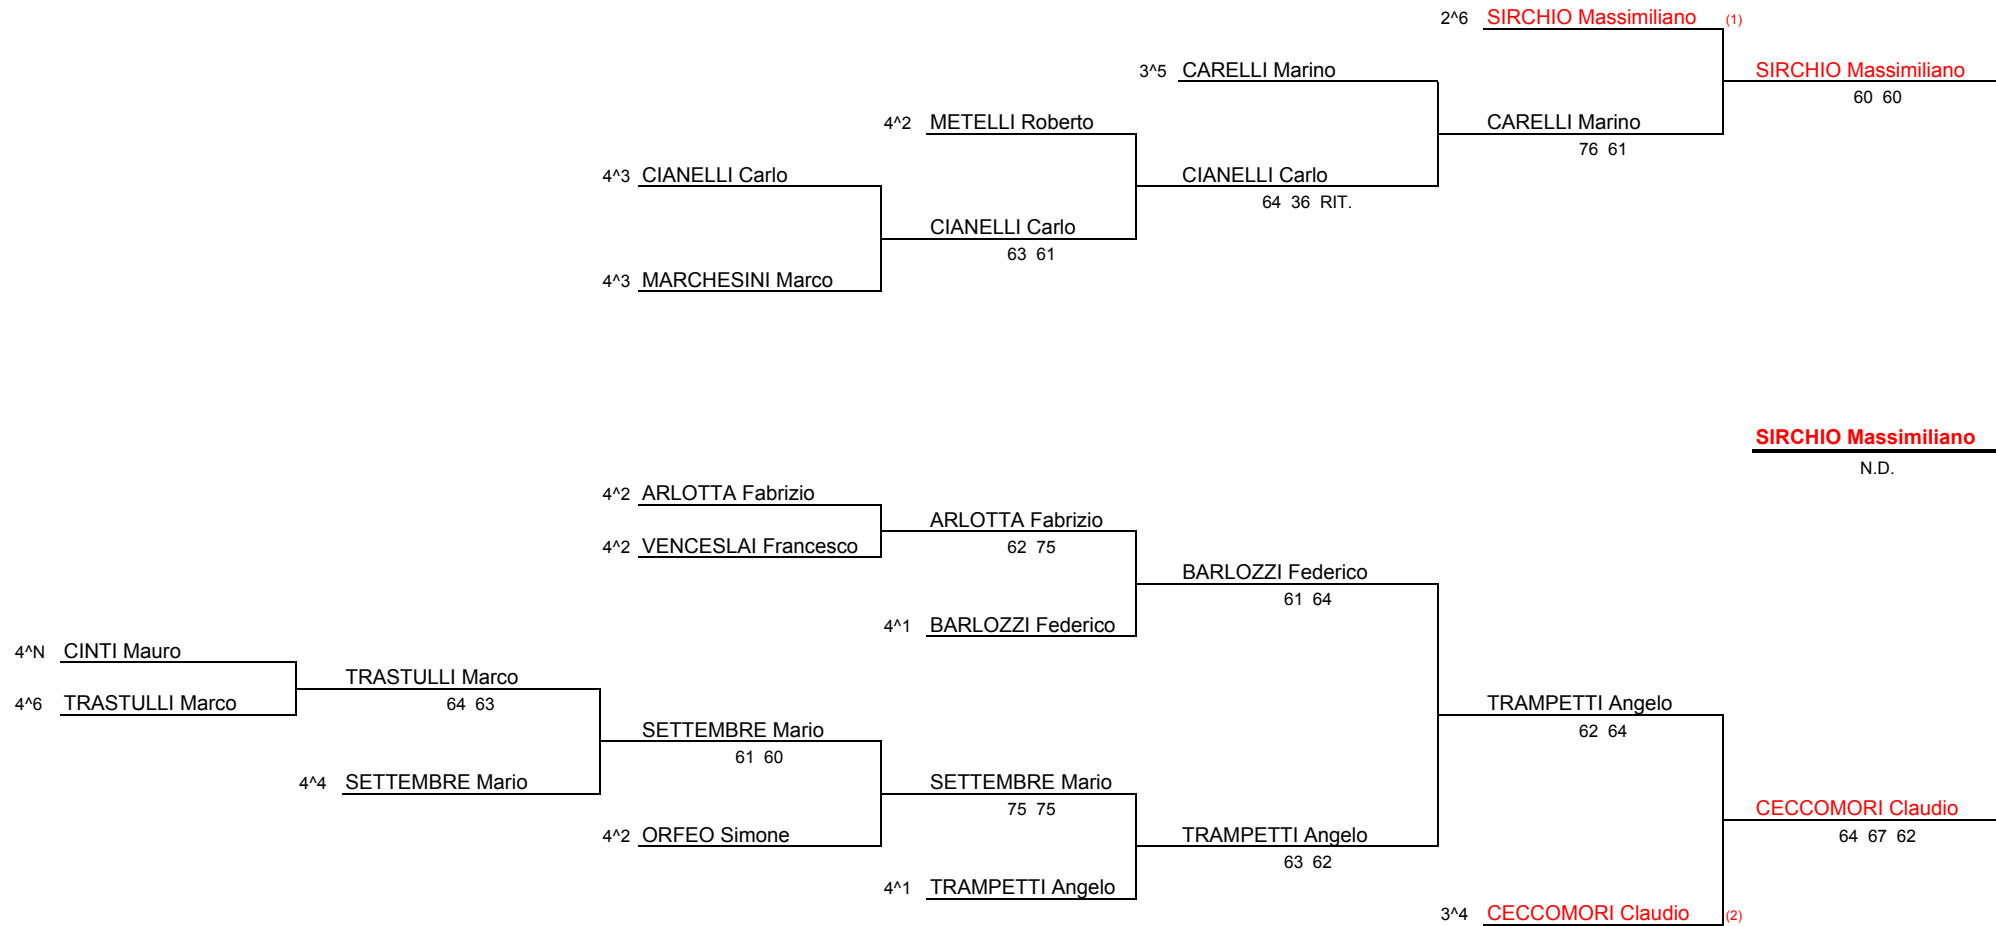 2^6 SIRCHIO Massimiliano (1)
3^5 CARELLI Marino
SIRCHIO Massimiliano
60 60
4^2 METELLI Roberto
CARELLI Marino
76 61
4^3 CIANELLI Carlo
CIANELLI Carlo
64 36 RIT.
CIANELLI Carlo
63 61
4^3 MARCHESINI Marco
SIRCHIO Massimiliano
N.D.
4^2 ARLOTTA Fabrizio
ARLOTTA Fabrizio
62 75
4^2 VENCESLAI Francesco
BARLOZZI Federico
61 64
4^1 BARLOZZI Federico
4^N CINTI Mauro
TRASTULLI Marco
64 63
4^6 TRASTULLI Marco
TRAMPETTI Angelo
62 64
SETTEMBRE Mario
61 60
4^4 SETTEMBRE Mario
SETTEMBRE Mario
75 75
CECCOMORI Claudio
64 67 62
4^2 ORFEO Simone
TRAMPETTI Angelo
63 62
4^1 TRAMPETTI Angelo
3^4 CECCOMORI Claudio (2)